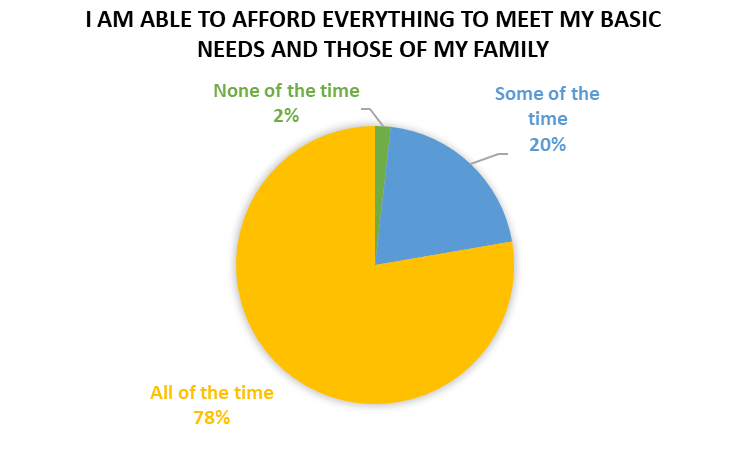 I AM ABLE TO AFFORD EVERYTHING TO MEET MY BASIC
NEEDS AND THOSE OF MY FAMILY
None of the time
2%
Some of the
time
20%
All of the time
78%